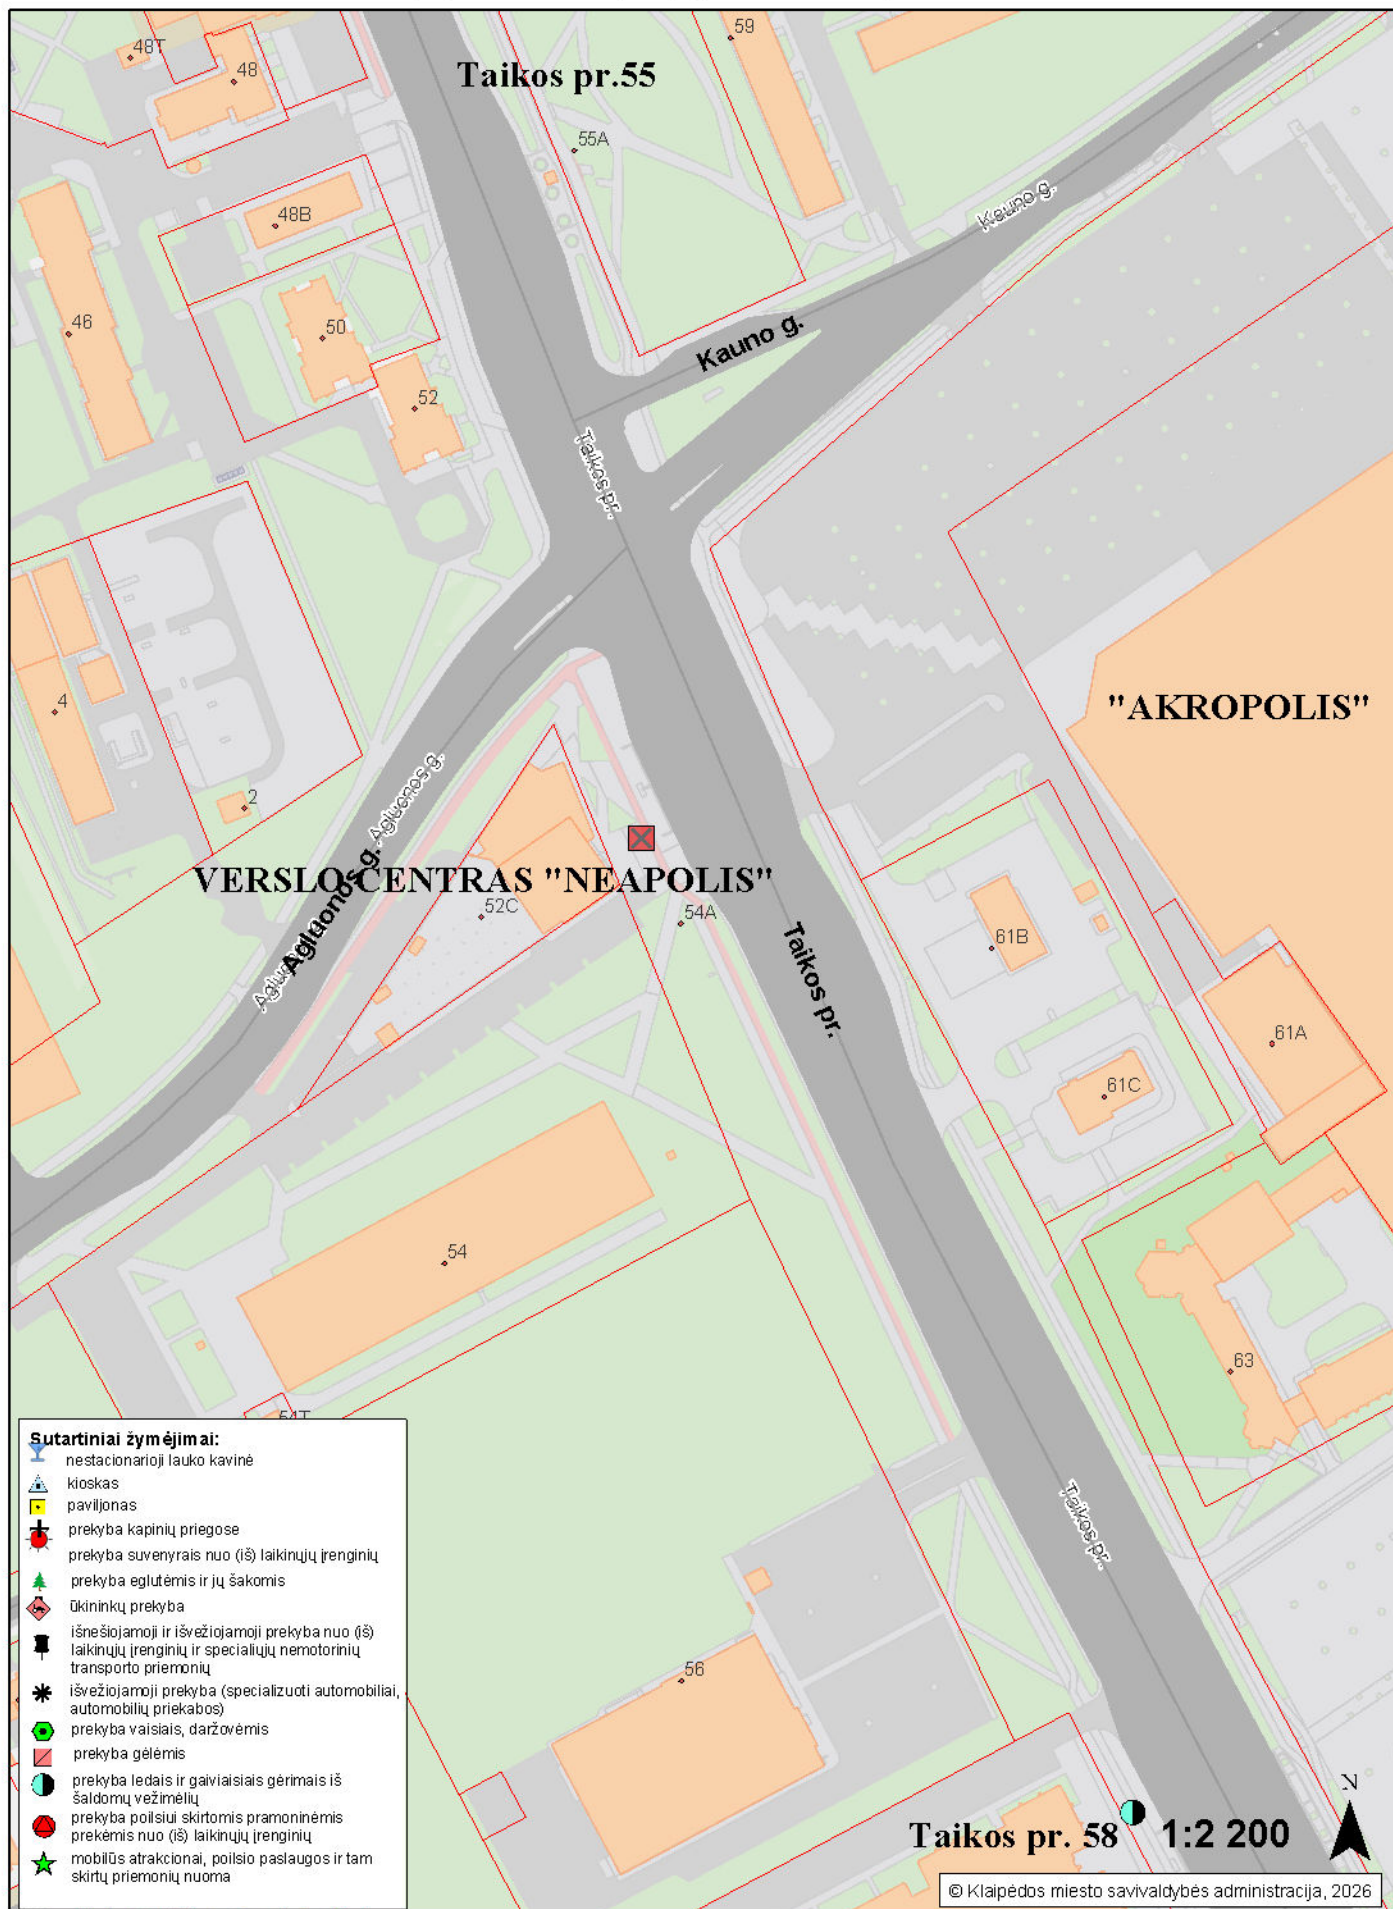 59
48T
48
Taikos pr.55
55A
48B
Kauno g.
46
50
Kauno g.
52
Taikos pr.
4
"AKROPOLIS"
2
Agluonos g.
VERSLO CENTRAS "NEAPOLIS"
52C
54A
Agluonos g.
61B
Taikos pr.
61A
61C
54
63
54T
Sutartiniai žymėjimai:
nestacionarioji lauko kavinė
kioskas
paviljonas
prekyba kapinių priegose
prekyba suvenyrais nuo (iš) laikinųjų įrenginių
prekyba eglutėmis ir jų šakomis
ūkininkų prekyba
išnešiojamoji ir išvežiojamoji prekyba nuo (iš)
laikinųjų įrenginių ir specialiųjų nemotorinių
transporto priemonių
išvežiojamoji prekyba (specializuoti automobiliai,
automobilių priekabos)
prekyba vaisiais, daržovėmis
prekyba gėlėmis
prekyba ledais ir gaiviaisiais gėrimais iš
šaldomų vežimėlių
prekyba poilsiui skirtomis pramoninėmis
prekėmis nuo (iš) laikinųjų įrenginių
mobilūs atrakcionai, poilsio paslaugos ir tam
skirtų priemonių nuoma
Taikos pr.
56
N
Taikos pr. 58
1:2 200
© Klaipėdos miesto savivaldybės administracija, 2026